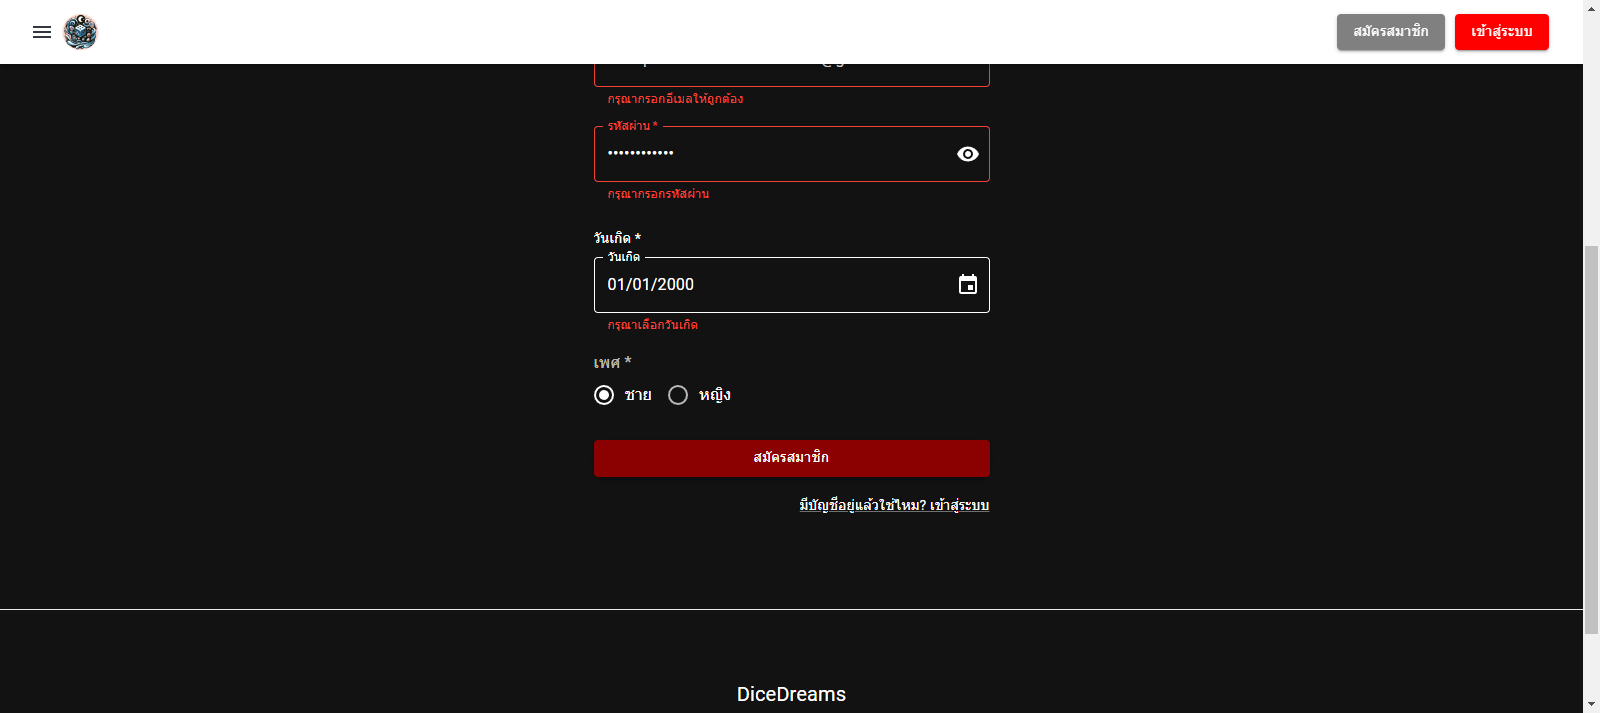 สมัครสมาชิก
เข้าสู่ระบบ
กรุณากรอกอีเมลให้ถูกต้อง
รหัสผ่าน *
••••••••••••
กรุณากรอกรหัสผ่าน
วันเกิด *
วันเกิด
01/01/2000
กรุณาเลือกวันเกิด
เพศ *
ชาย
หญิง
สมัครสมาชิก
มีบัญชีอยู่แล้วใช่ไหม? เข้าสู่ระบบ
DiceDreams